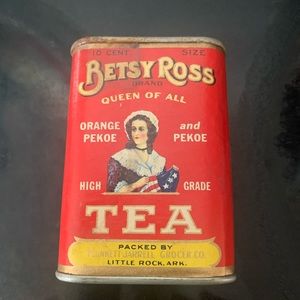 10 CENT SIZE
BETSY ROSS
BRAND
QUEEN OF ALL
ORANGE and
PEKOE PEKOE
HIGH GRADE
TEA
PACKED BY
JARRELL GROCER CO.
LITTLE ROCK, ARK.